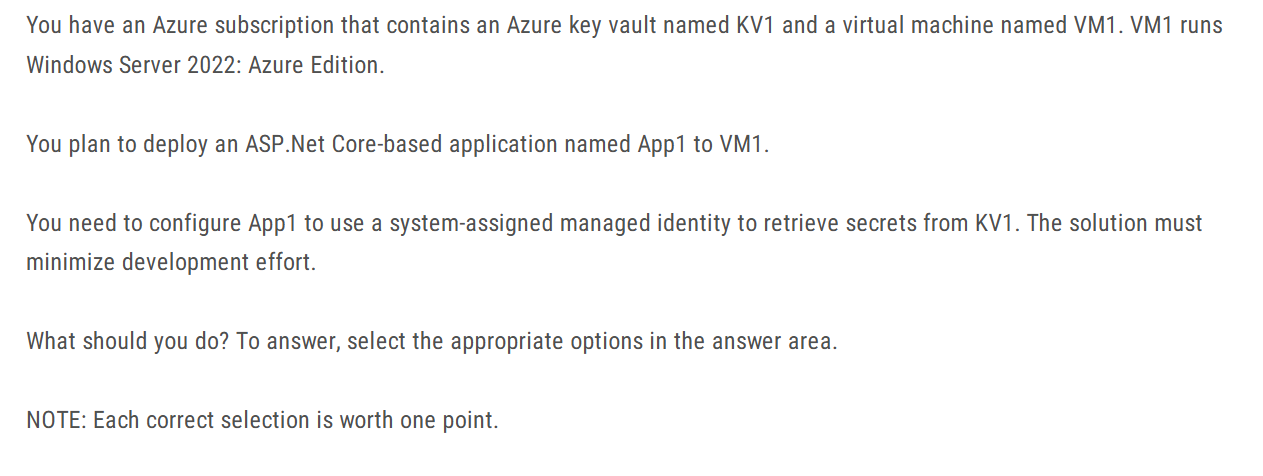 You have an Azure subscription that contains an Azure key vault named KV1 and a virtual machine named VM1. VM1 runs
Windows Server 2022: Azure Edition.
You plan to deploy an ASP.Net Core-based application named App1 to VM1.
You need to configure App1 to use a system-assigned managed identity to retrieve secrets from KV1. The solution must
minimize development effort.
What should you do? To answer, select the appropriate options in the answer area.
NOTE: Each correct selection is worth one point.